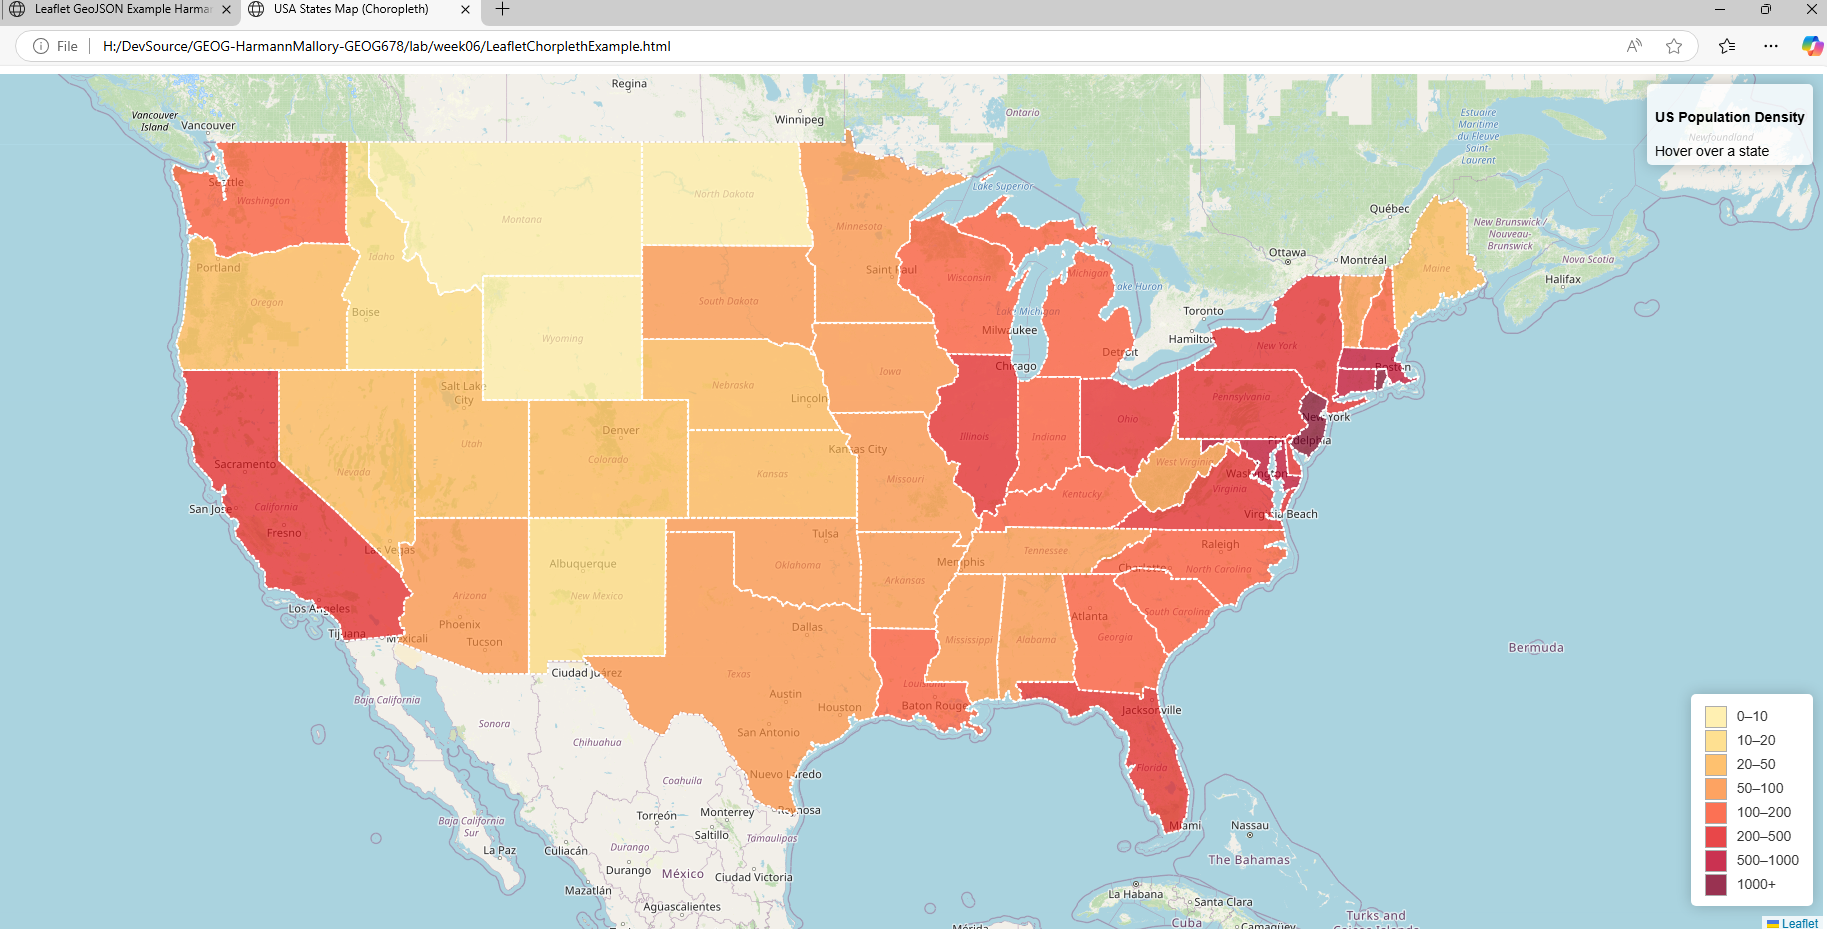 Leaflet GeoJSON Example Harma
USA States Map (Choropleth)
File
H:/DevSource/GEOG-HarmannMallory-GEOG678/lab/week06/LeafletChorplethExample.html
US Population Density
Hover over a state
Regina
Winnipeg
Ontario
Vancouver
Island
Vancouver
Estuaire
Maritime
du Fleuve
Saint-
Laurent
Newfoundland
Seattle
Washington
Montana
North Dakota
Minnesota
Lake Superior
Québec
New Brunswick /
Nouveau-
Brunswick
Nova Scotia
Halifax
Portland
Idaho
Oregon
Boise
South Dakota
Saint Paul
Wisconsin
Michigan
Lake Huron
Ottawa
Montréal
Maine
Wyoming
Lake Michigan
Milwaukee
Detroit
Toronto
Hamilton
New York
Chicago
Boston
Salt Lake
City
Nebraska
Lincoln
Iowa
Pennsylvania
New York
Denver
Utah
Colorado
Nevada
Kansas City
Kansas
Missouri
Illinois
Indiana
Ohio
Philadelphia
West Virginia
Washington
Virginia
Virginia Beach
Kentucky
Sacramento
San Jose
California
Fresno
Las Vegas
Albuquerque
New Mexico
Tulsa
Oklahoma
Arkansas
Memphis
Tennessee
Charlotte
Raleigh
North Carolina
South Carolina
Los Angeles
Tijuana
Mexicali
Arizona
Phoenix
Tucson
Dallas
Mississippi
Alabama
Atlanta
Georgia
Bermuda
Ciudad Juárez
Texas
Austin
Houston
San Antonio
Louisiana
Baton Rouge
Jacksonville
Florida
Miami
Baja California
Sonora
Chihuahua
Coahuila
Nuevo Laredo
Reynosa
Baja California
Sur
La Paz
Torreón
Monterrey
Saltillo
Tamaulipas
Culiacán
Durango
Durango
México
Ciudad Victoria
Mazatlán
Aguascalientes
Mérida
Nassau
The Bahamas
La Habana
Santa Clara
Cuba
Camagüey
Turks and
Caicos Islands
0–10
10–20
20–50
50–100
100–200
200–500
500–1000
1000+
Leaflet